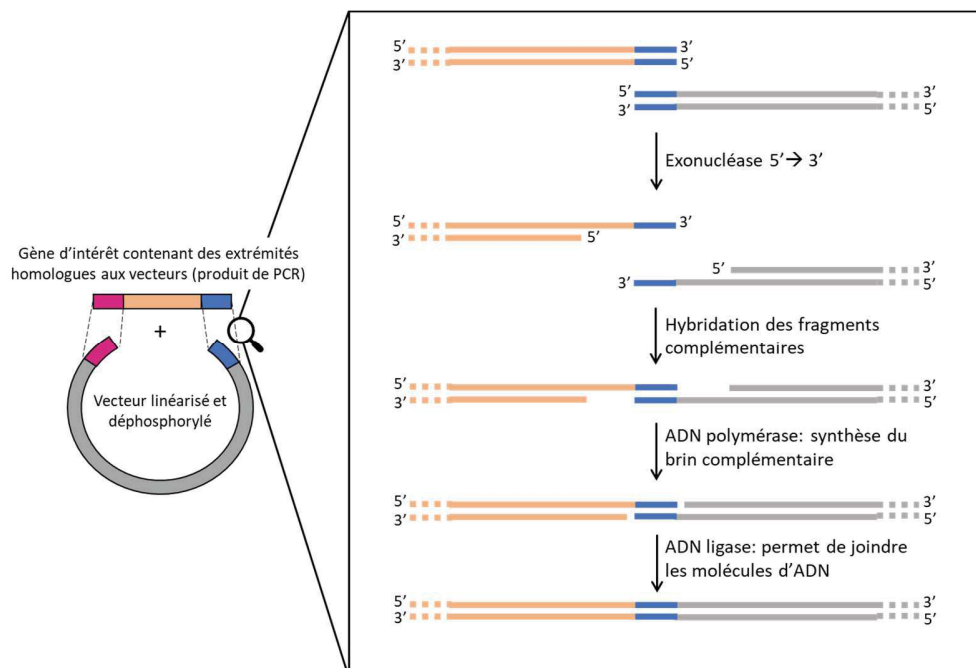 Gène d'intérêt contenant des extrémités
homologues aux vecteurs (produit de PCR)
+
Vecteur linéarisé et
déphosphorylé
5' 3'
3' 5'
5' 3'
3' 5'
Exonucléase 5'→ 3'
5' 3'
3' 5'
5' 3'
3' 5'
Hybridation des fragments
complémentaires
5' 3'
3' 5'
ADN polymérase: synthèse du
brin complémentaire
5' 3'
3' 5'
ADN ligase: permet de joindre
les molécules d'ADN
5' 3'
3' 5'